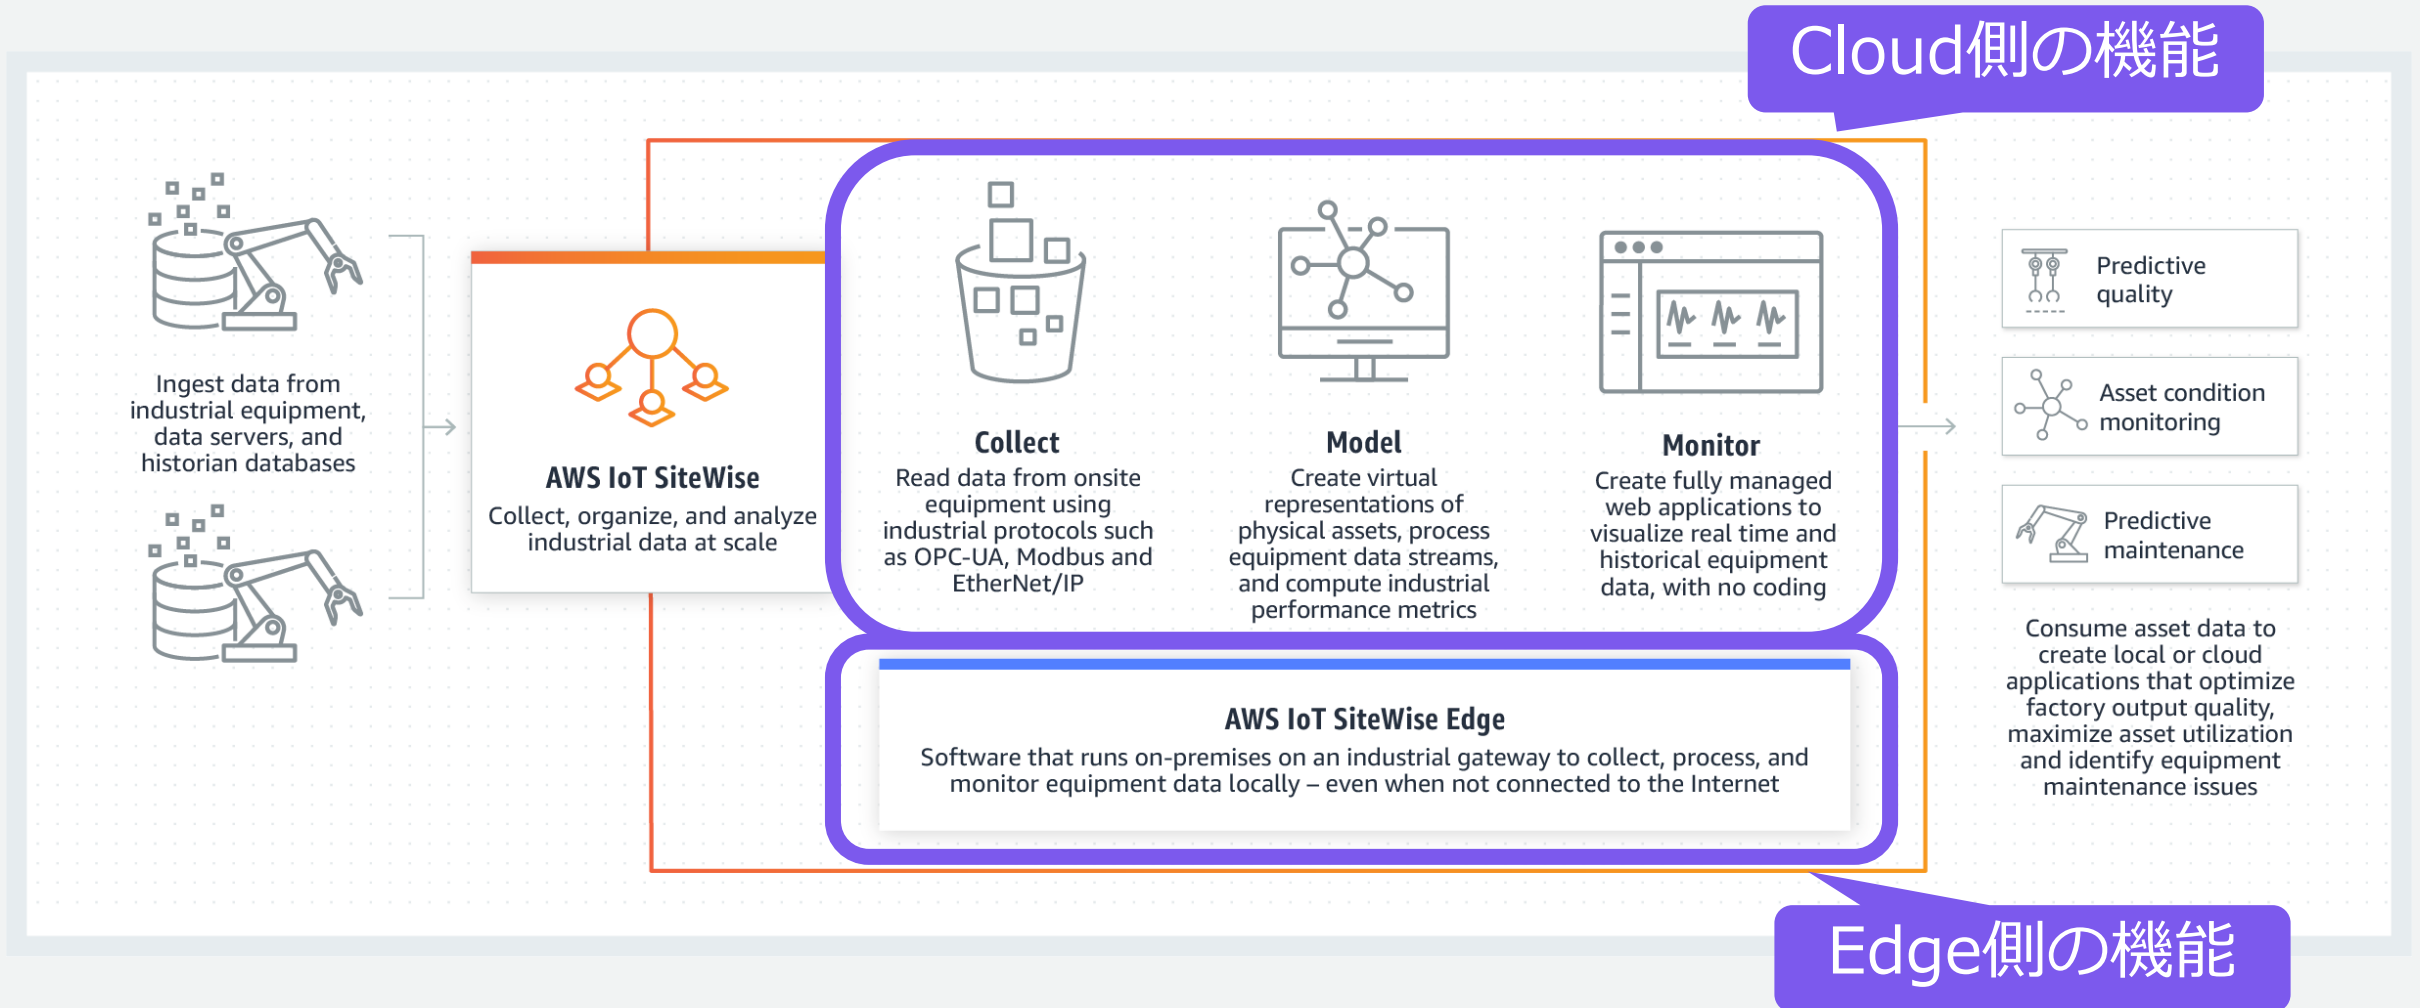 Cloud側の機能
Ingest data from
industrial equipment,
data servers, and
historian databases
AWS IoT SiteWise
Collect, organize, and analyze
industrial data at scale
Collect
Read data from onsite
equipment using
industrial protocols such
as OPC-UA, Modbus and
EtherNet/IP
Model
Create virtual
representations of
physical assets, process
equipment data streams,
and compute industrial
performance metrics
Monitor
Create fully managed
web applications to
visualize real time and
historical equipment
data, with no coding
AWS IoT SiteWise Edge
Software that runs on-premises on an industrial gateway to collect, process, and
monitor equipment data locally – even when not connected to the Internet
Predictive
quality
Asset condition
monitoring
Predictive
maintenance
Consume asset data to
create local or cloud
applications that optimize
factory output quality,
maximize asset utilization
and identify equipment
maintenance issues
Edge側の機能